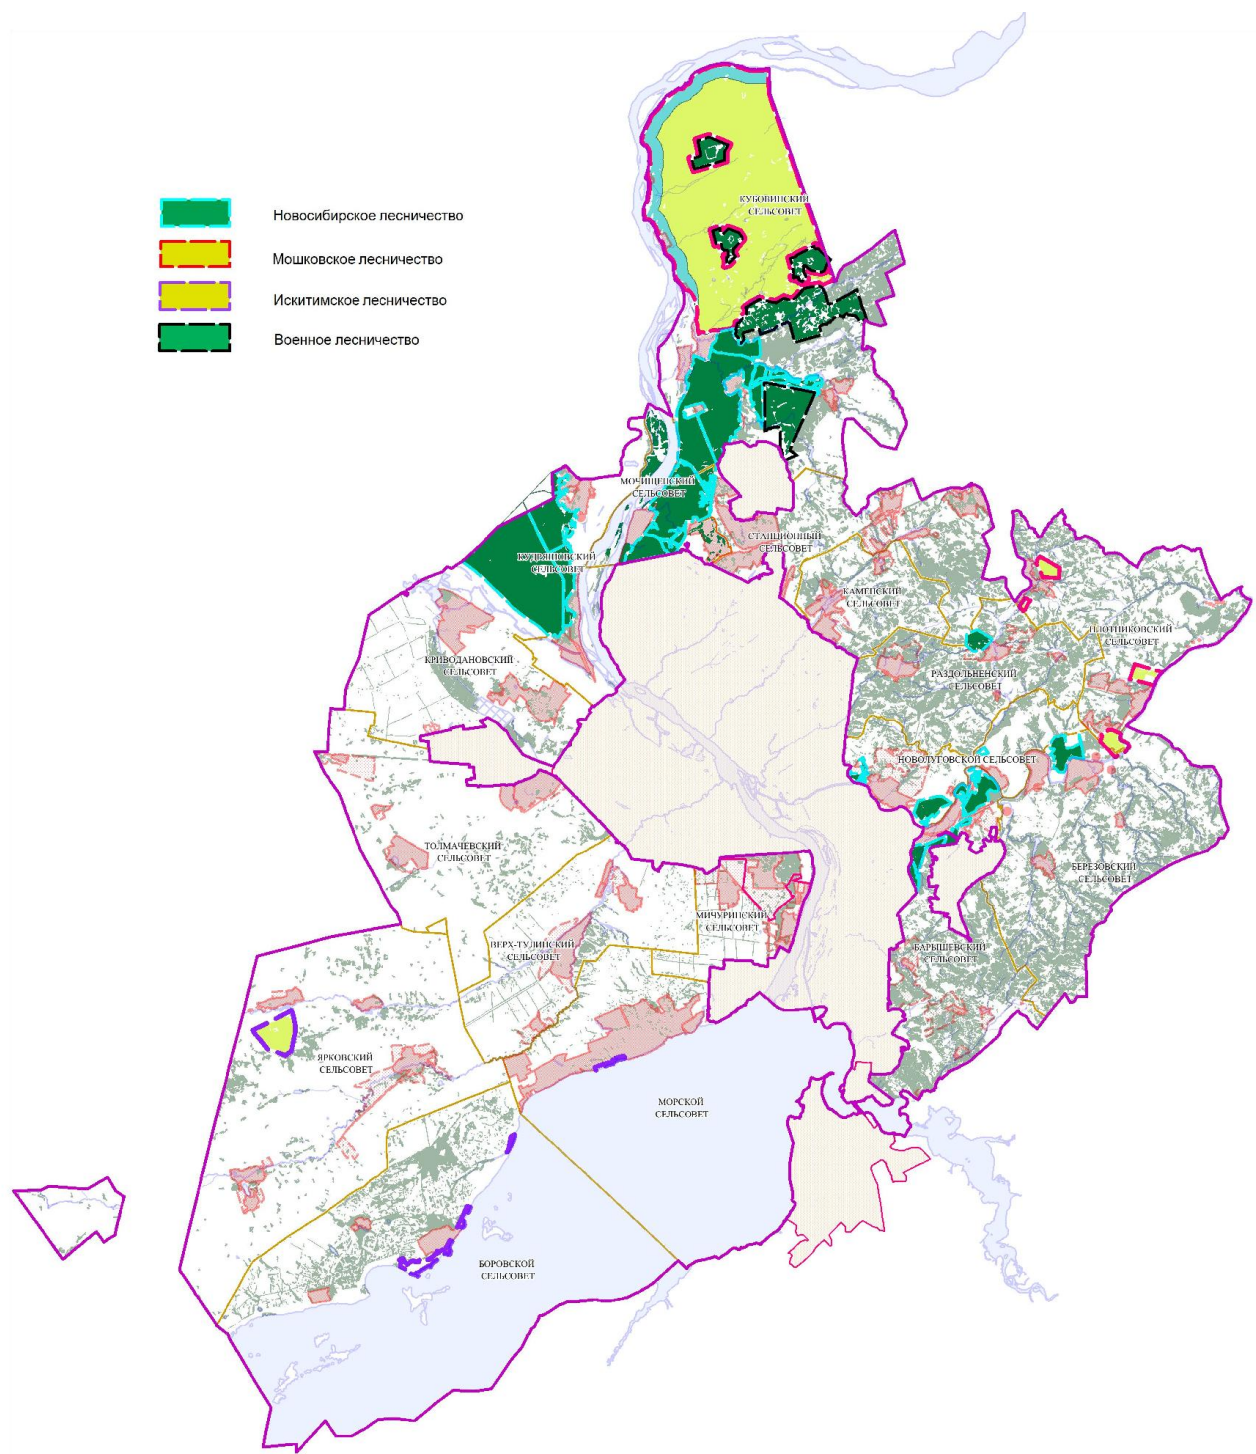 Новосибирское лесничество
Мошковское лесничество
Искитимское лесничество
Военное лесничество
КУБОВИНСКИЙ
СЕЛЬСОВЕТ
МОЧИЩЕНСКИЙ
СЕЛЬСОВЕТ
СТАНЦИОННЫЙ
СЕЛЬСОВЕТ
КУДРЯШОВСКИЙ
СЕЛЬСОВЕТ
КАМЕНСКИЙ
СЕЛЬСОВЕТ
ПЛОТНИКОВСКИЙ
СЕЛЬСОВЕТ
КРИВОДАНОВСКИЙ
СЕЛЬСОВЕТ
РАЗДОЛЬНЕНСКИЙ
СЕЛЬСОВЕТ
НОВОЛУГОВСКОЙ СЕЛЬСОВЕТ
ТОЛМАЧЕВСКИЙ
СЕЛЬСОВЕТ
БЕРЕЗОВСКИЙ
СЕЛЬСОВЕТ
МИЧУРИНСКИЙ
СЕЛЬСОВЕТ
ВЕРХ-ТУЛИНСКИЙ
СЕЛЬСОВЕТ
БАРЫШЕВСКИЙ
СЕЛЬСОВЕТ
ЯРКОВСКИЙ
СЕЛЬСОВЕТ
МОРСКОЙ
СЕЛЬСОВЕТ
БОРОВСКОЙ
СЕЛЬСОВЕТ